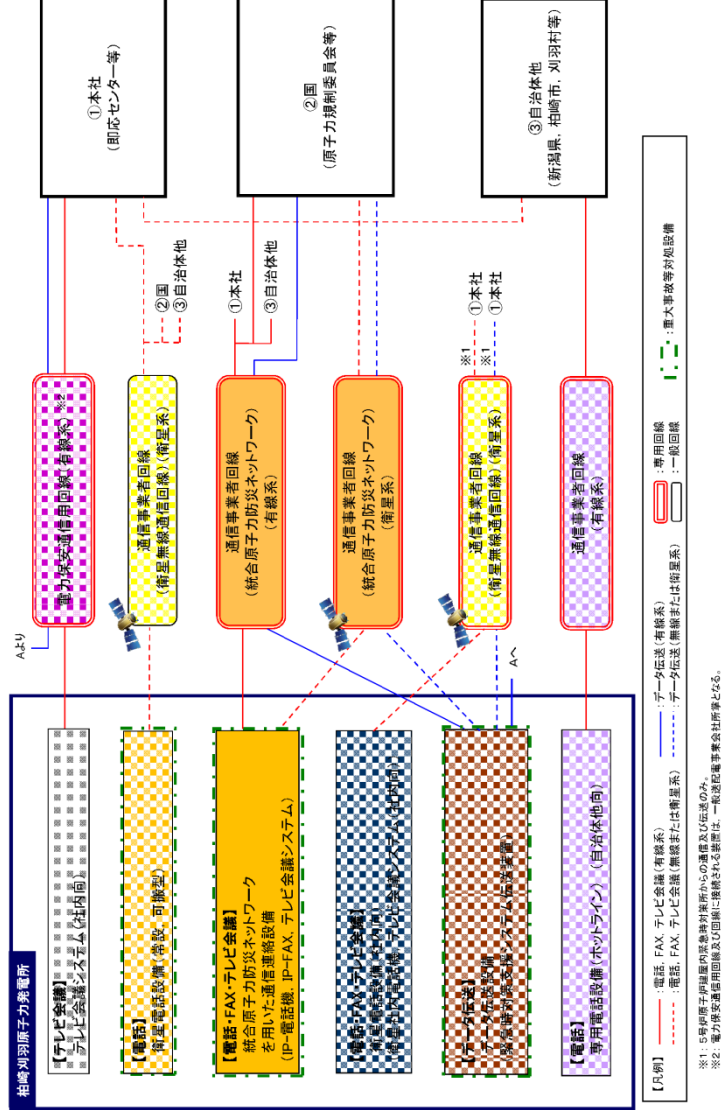 柏崎刈羽原子力発電所
【テレビ会議】
テレビ会議システム(社内向)
【電話】
衛星電話設備(常設, 可搬型)
【電話・FAX・テレビ会議】
統合原子力防災ネットワーク
を用いた通信連絡設備
(IP-電話機, IP-FAX, テレビ会議システム)
【電話・FAX・テレビ会議】
衛星電話設備(社内向)
(衛星社内電話機, テレビ会議システム(社内向))
【データ伝送】
データ伝送設備
(緊急時対策支援システム伝送装置)
【電話】
専用電話設備(ホットライン)(自治体他向)
Aより
Aへ
電力保安通信用回線(有線系)※2
通信事業者回線
(衛星無線通信回線)(衛星系)
通信事業者回線
(統合原子力防災ネットワーク)
(有線系)
通信事業者回線
(統合原子力防災ネットワーク)
(衛星系)
通信事業者回線
(衛星無線通信回線)(衛星系)
通信事業者回線
(有線系)
②国
③自治体他
①本社
③自治体他
※1
①本社
※1
①本社
①本社
(即応センター等)
②国
(原子力規制委員会等)
③自治体他
(新潟県, 柏崎市, 刈羽村等)
【凡例】
:電話, FAX, テレビ会議(有線系)
:電話, FAX, テレビ会議(無線または衛星系)
:データ伝送(有線系)
:データ伝送(無線または衛星系)
:専用回線
:一般回線
:重大事故等対処設備
※1:5号炉原子炉建屋内緊急時対策所からの通信及び伝送のみ。
※2:電力保安通信用回線及び回線に接続される装置は、一般送配電事業会社所掌となる。